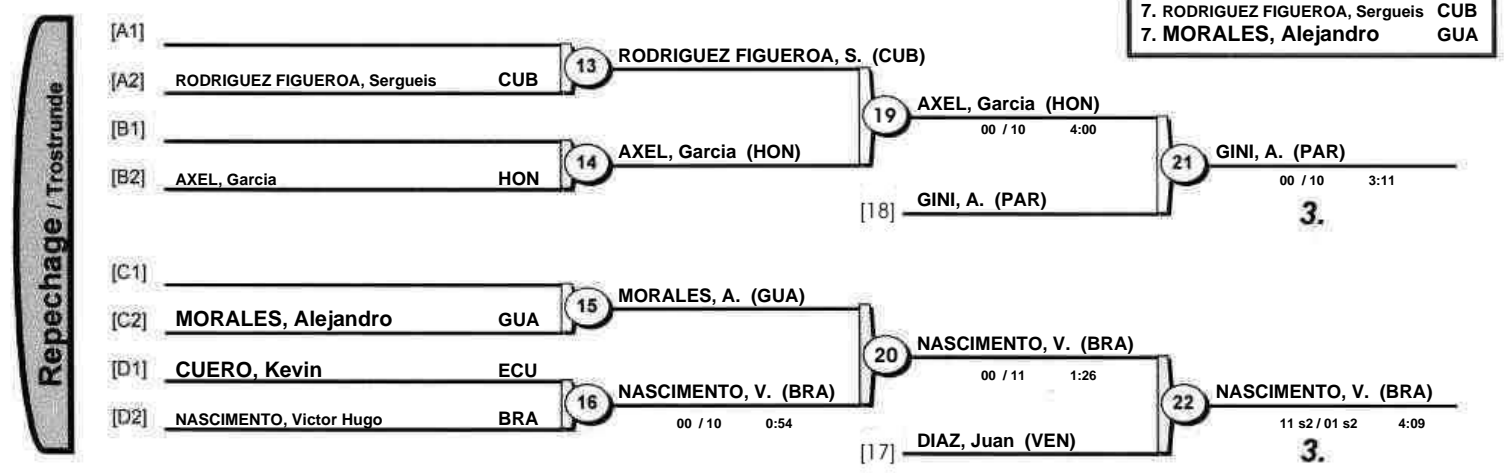 7. RODRIGUEZ FIGUEROA, Sergueis CUB
7. MORALES, Alejandro GUA
Repechage / Trostrunde
[A1]
13 RODRIGUEZ FIGUEROA, S. (CUB)
[A2] RODRIGUEZ FIGUEROA, Sergueis CUB
19 AXEL, Garcia (HON)
00 / 10 4:00
[B1]
14 AXEL, Garcia (HON)
[B2] AXEL, Garcia HON
21 GINI, A. (PAR)
00 / 10 3:11
[18] GINI, A. (PAR)
3.
[C1]
15 MORALES, A. (GUA)
[C2] MORALES, Alejandro GUA
20 NASCIMENTO, V. (BRA)
00 / 11 1:26
[D1] CUERO, Kevin ECU
16 NASCIMENTO, V. (BRA)
00 / 10 0:54
[D2] NASCIMENTO, Victor Hugo BRA
22 NASCIMENTO, V. (BRA)
11 s2 / 01 s2 4:09
[17] DIAZ, Juan (VEN)
3.